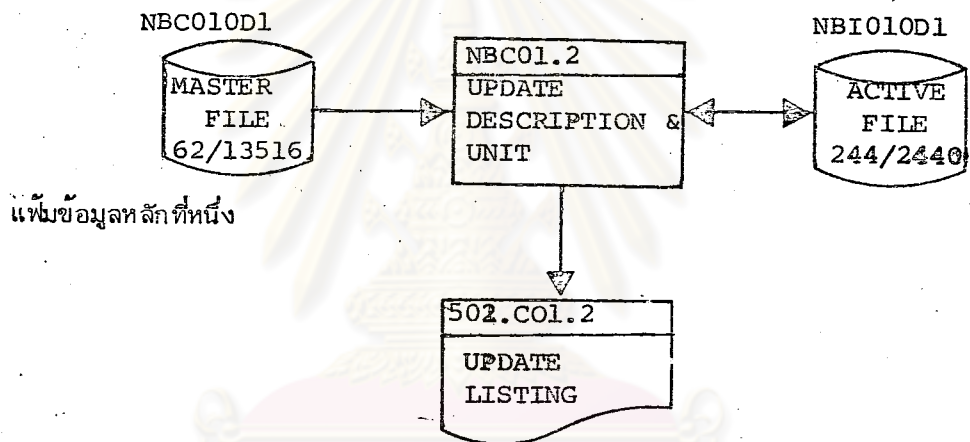 NBC010D1
MASTER
FILE
62/13516
แฟ้มข้อมูลหลักที่หนึ่ง
NBC01.2
UPDATE
DESCRIPTION &
UNIT
NBI010D1
ACTIVE
FILE
244/2440
502.C01.2
UPDATE
LISTING